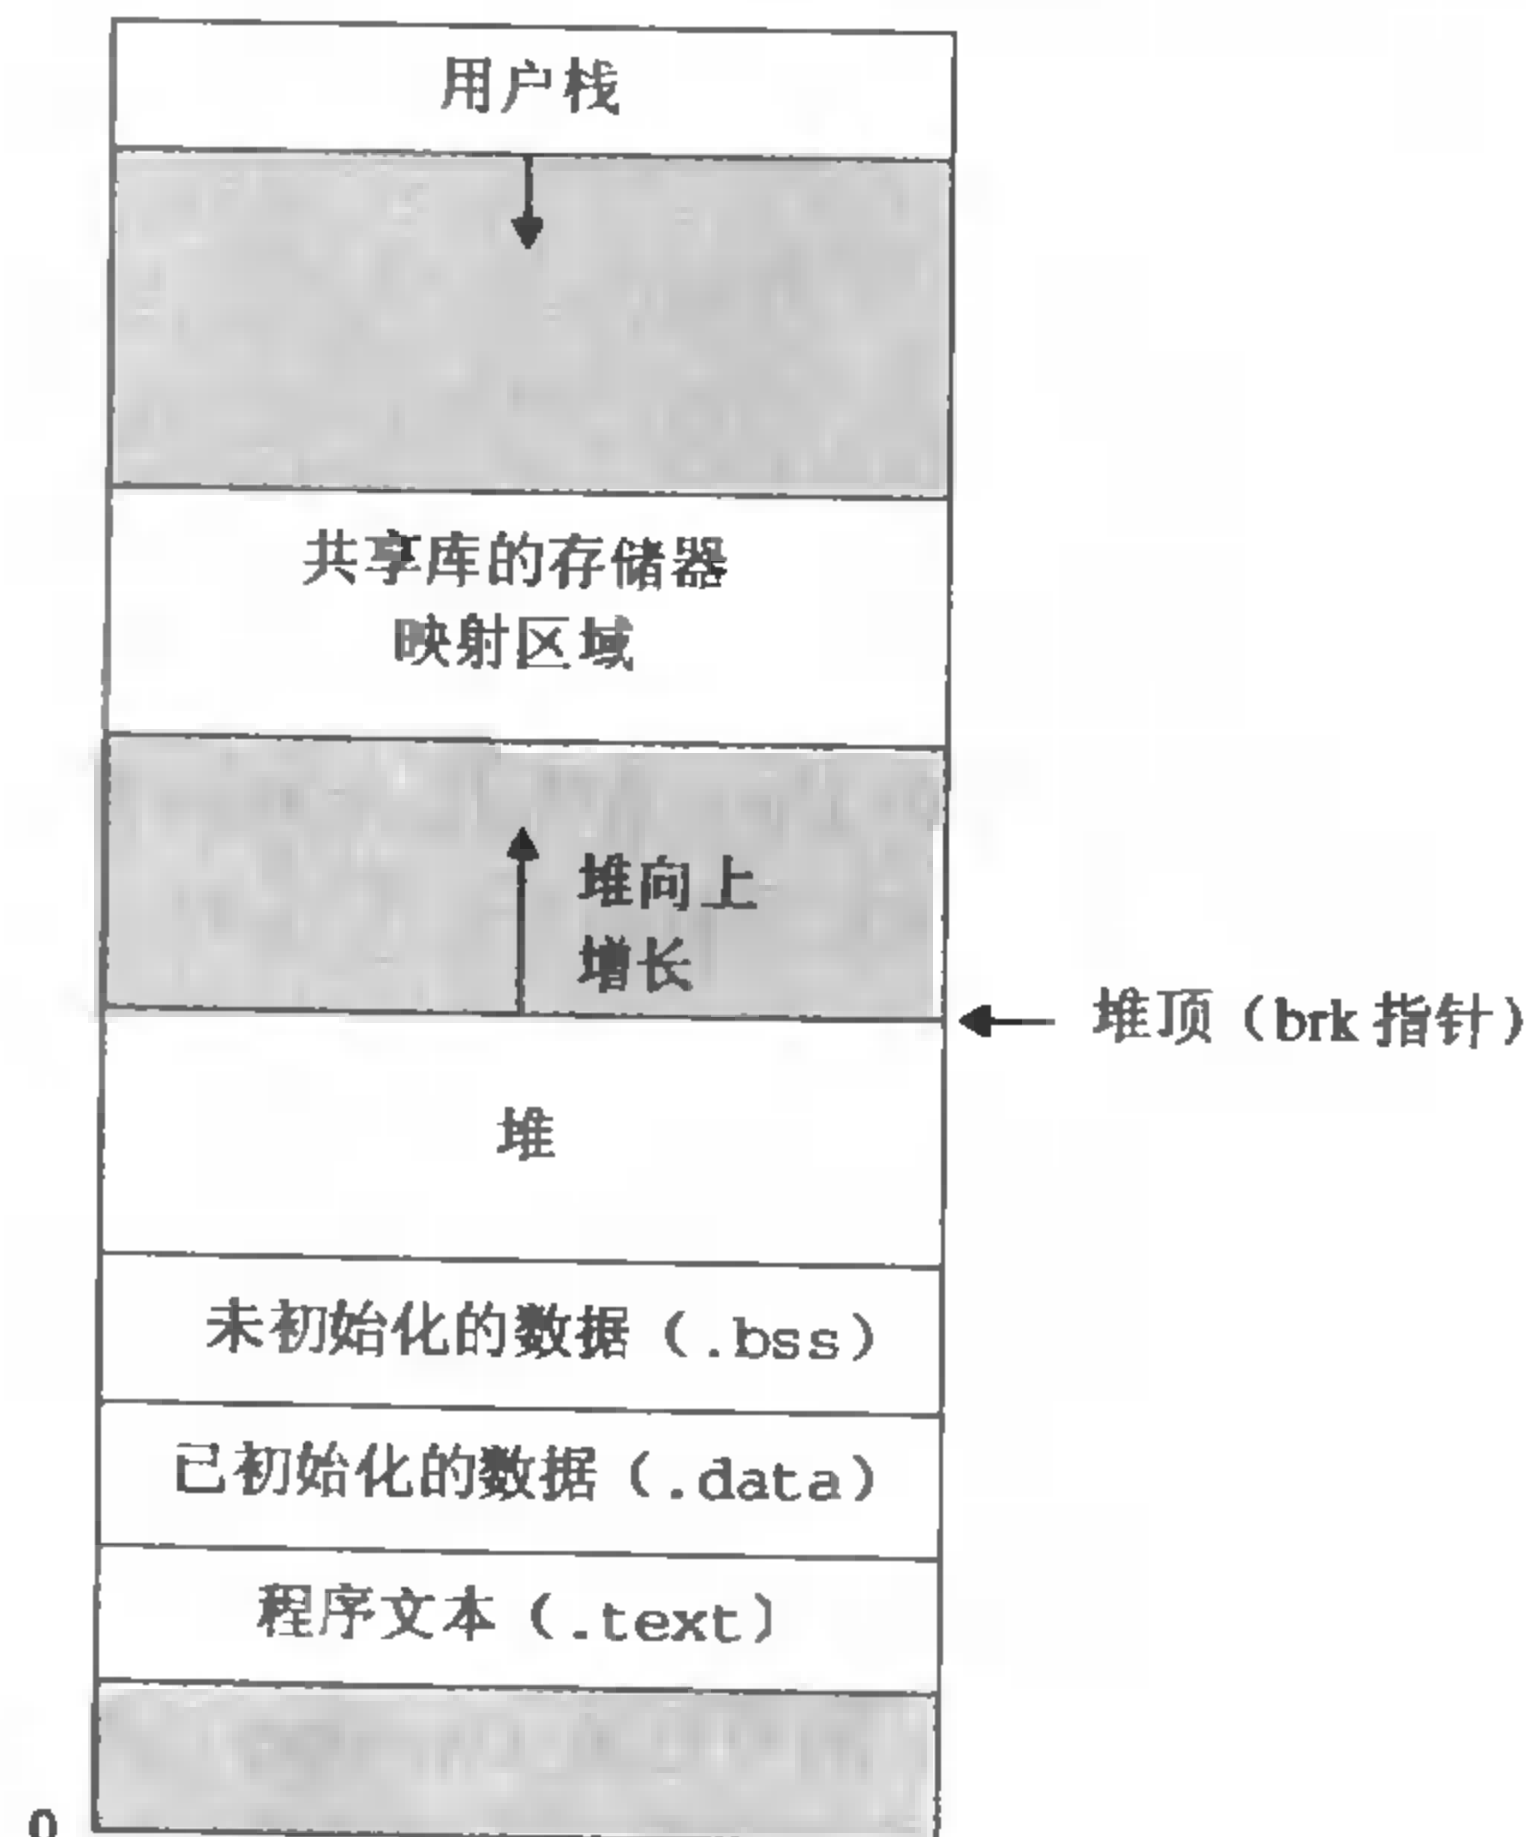 用户栈
共享库的存储器
映射区域
堆向上
增长
堆顶（brk 指针）
堆
未初始化的数据（.bss）
已初始化的数据（.data）
程序文本（.text）
0